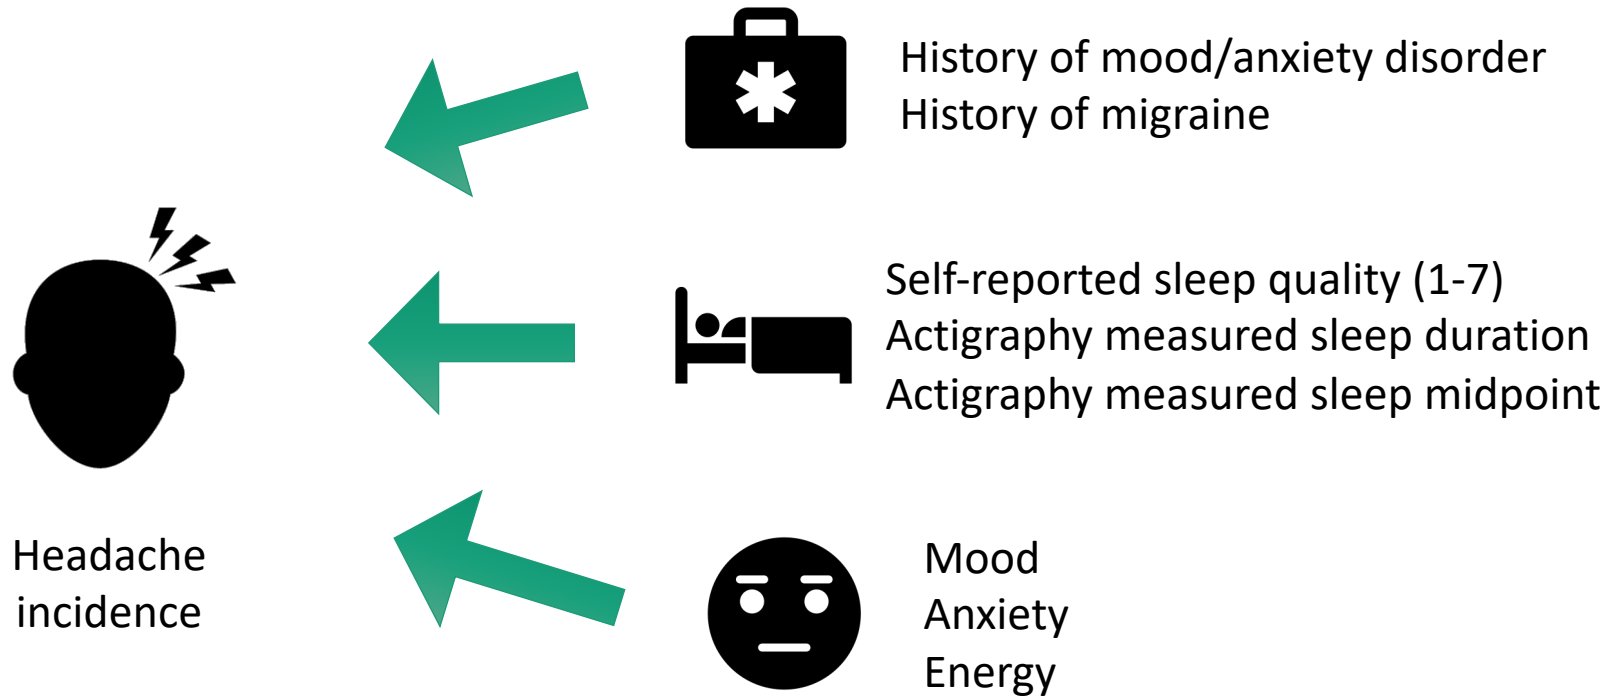 History of mood/anxiety disorder
History of migraine
Self-reported sleep quality (1-7)
Actigraphy measured sleep duration
Actigraphy measured sleep midpoint
Headache
incidence
Mood
Anxiety
Energy